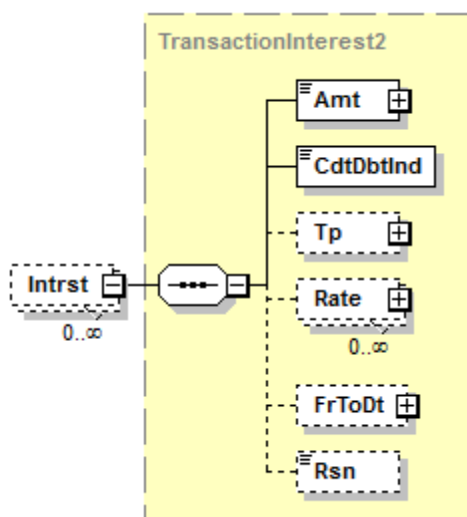 TransactionInterest2
Amt
CdtDbtInd
Tp
Intrst
0..∞
Rate
0..∞
FrToDt
Rsn